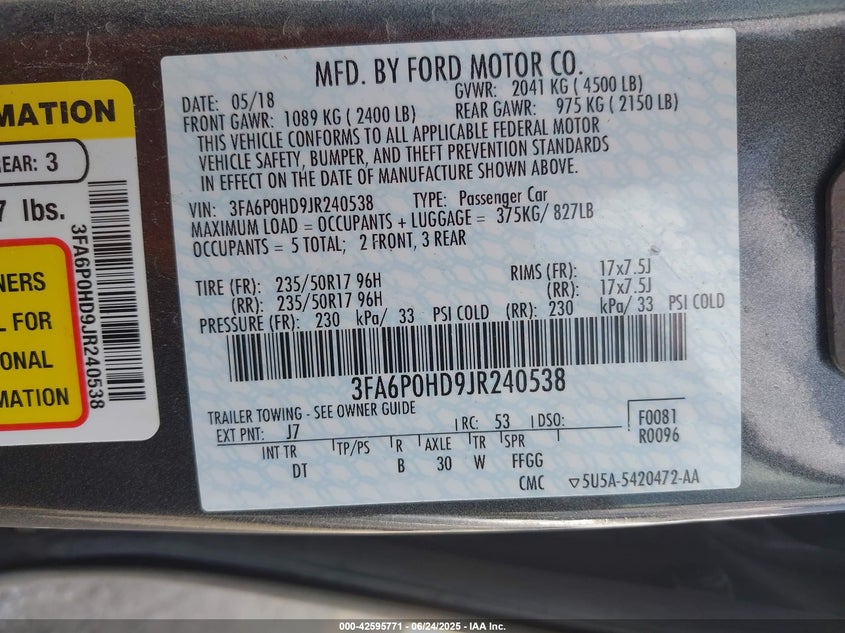 MATION
REAR: 3
7 lbs.
NERS
L FOR
ONAL
MATION
3FA6P0HD9JR240538
MFD. BY FORD MOTOR CO.
DATE: 05/18 GVWR: 2041 KG ( 4500 LB)
FRONT GAWR: 1089 KG ( 2400 LB) REAR GAWR: 975 KG ( 2150 LB)
THIS VEHICLE CONFORMS TO ALL APPLICABLE FEDERAL MOTOR
VEHICLE SAFETY, BUMPER, AND THEFT PREVENTION STANDARDS
IN EFFECT ON THE DATE OF MANUFACTURE SHOWN ABOVE.
VIN: 3FA6P0HD9JR240538 TYPE: Passenger Car
MAXIMUM LOAD = OCCUPANTS + LUGGAGE = 375KG/ 827LB
OCCUPANTS = 5 TOTAL; 2 FRONT, 3 REAR
TIRE (FR): 235/50R17 96H RIMS (FR): 17x7.5J
(RR): 235/50R17 96H (RR): 17x7.5J
PRESSURE (FR): 230 kPa/ 33 PSI COLD (RR): 230 kPa/ 33 PSI COLD
3FA6P0HD9JR240538
TRAILER TOWING - SEE OWNER GUIDE
EXT PNT: J7 RC: 53 DSO: F0081
R0096
INT TR TP/PS R AXLE TR SPR
DT B 30 W FFGG
CMC ▽5U5A-5420472-AA
000-42595771 - 06/24/2025 - IAA Inc.